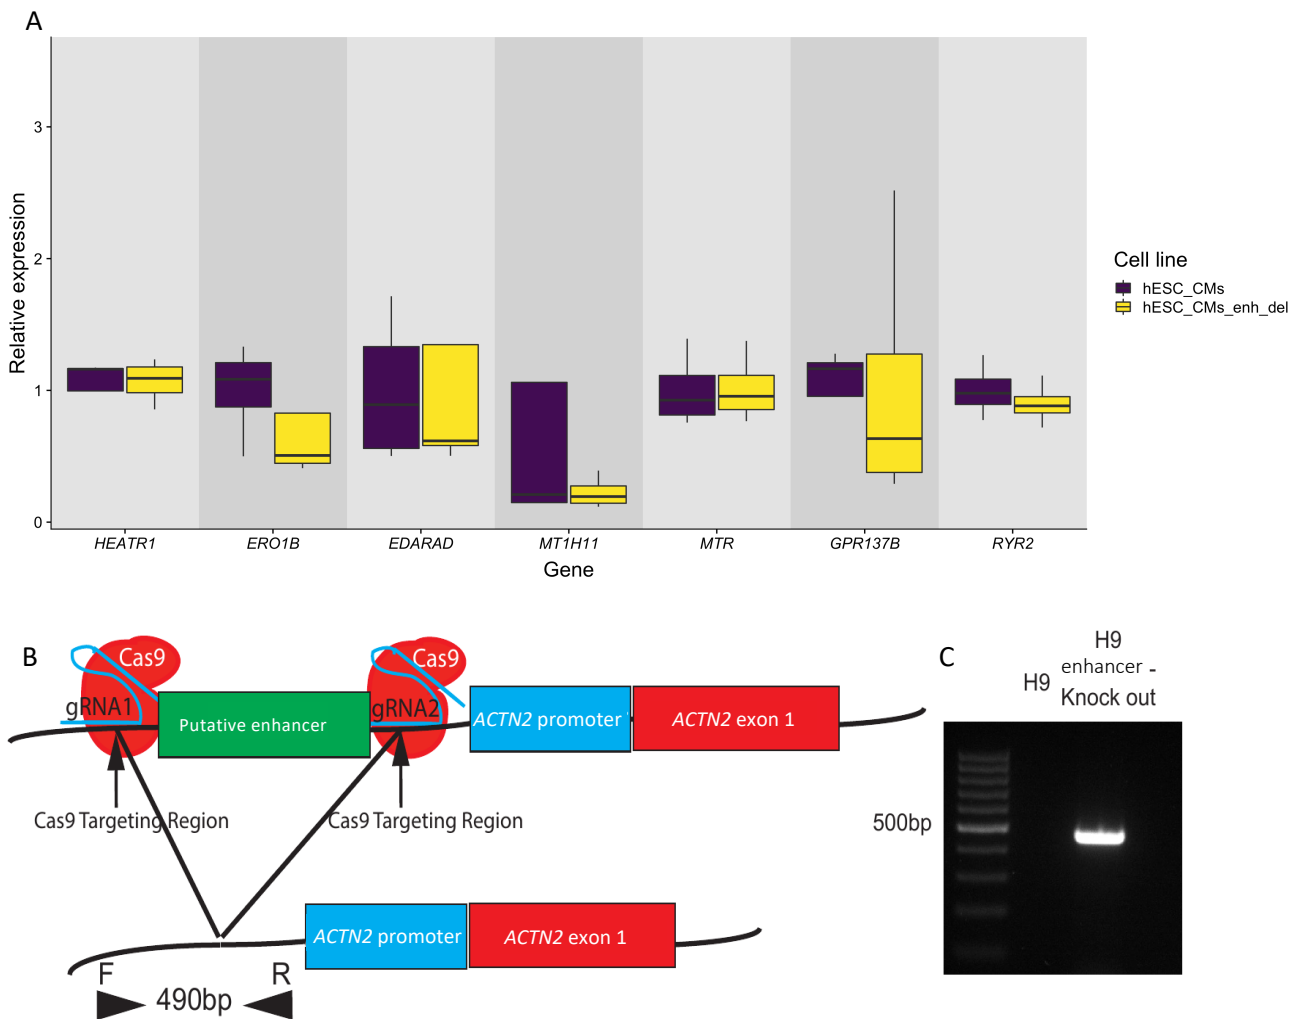 A
Relative expression
3
2
1
0
HEATR1 ERO1B EDARAD MT1H11 MTR GPR137B RYR2
Gene
Cell line
hESC_CMs
hESC_CMs_enh_del
B
Cas9 Cas9
gRNA1 Putative enhancer gRNA2 ACTN2 promoter ACTN2 exon 1
Cas9 Targeting Region Cas9 Targeting Region
ACTN2 promoter ACTN2 exon 1
F R
490bp
C
H9
H9
enhancer -
Knock out
500bp